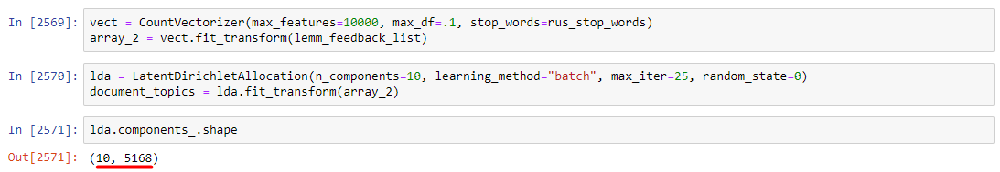 In [2569]: vect = CountVectorizer(max_features=10000, max_df=.1, stop_words=rus_stop_words)
array_2 = vect.fit_transform(lemm_feedback_list)
In [2570]: lda = LatentDirichletAllocation(n_components=10, learning_method="batch", max_iter=25, random_state=0)
document_topics = lda.fit_transform(array_2)
In [2571]: lda.components_.shape
Out[2571]: (10, 5168)